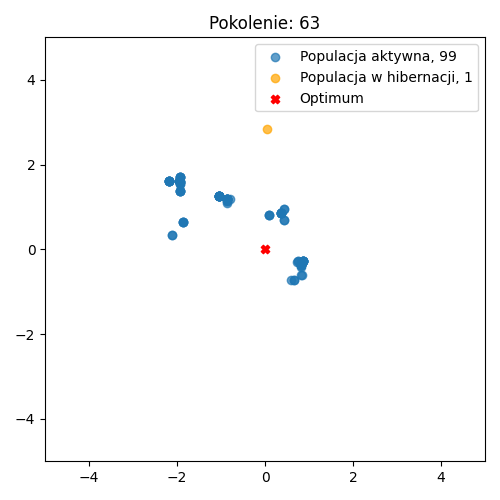 Pokolenie: 63
Populacja aktywna, 99
Populacja w hibernacji, 1
Optimum
4
2
0
−2
−4
−4
−2
0
2
4